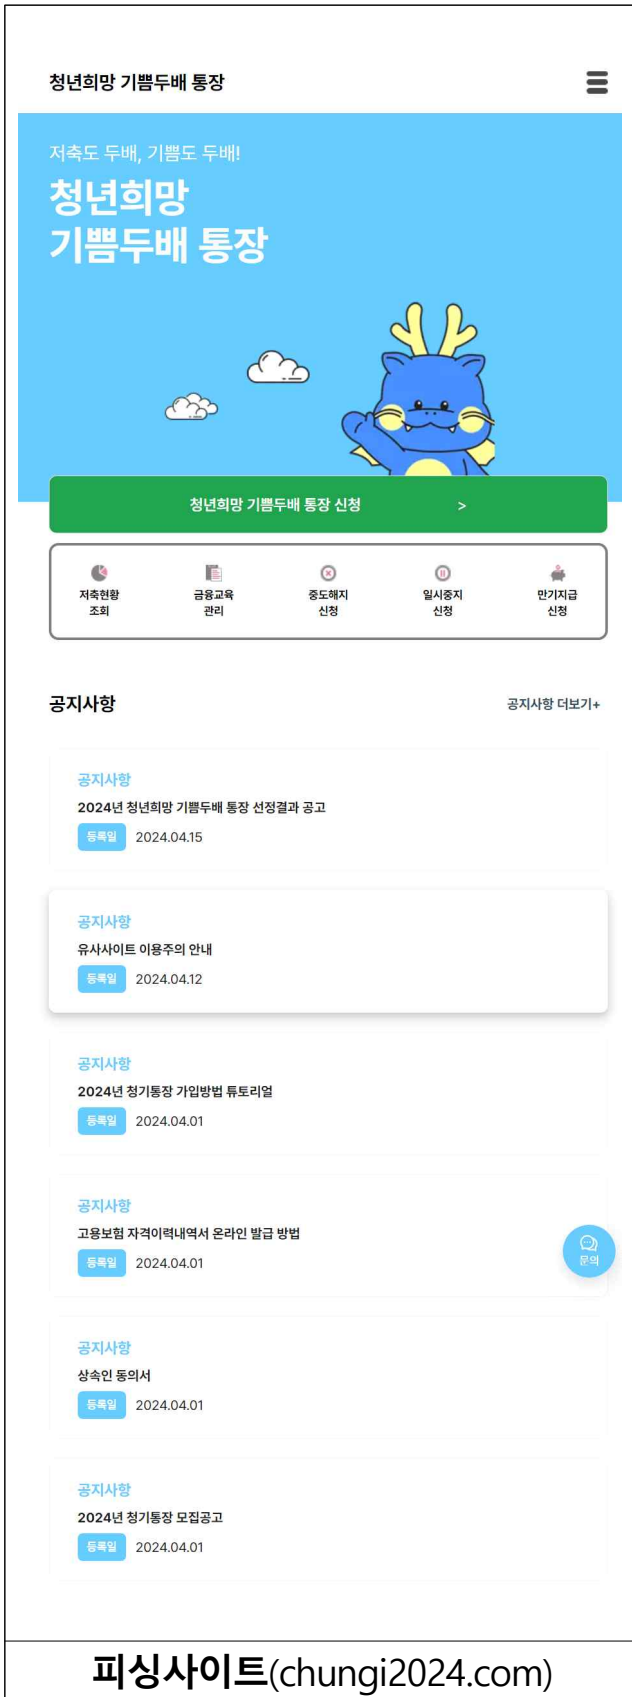 청년희망 기쁨두배 통장
저축도 두배, 기쁨도 두배!
청년희망
기쁨두배 통장
청년희망 기쁨두배 통장 신청 >
저축현황 금융교육 중도해지 일시중지 만기지급
조회 관리 신청 신청 신청
공지사항 공지사항 더보기+
공지사항
2024년 청년희망 기쁨두배 통장 선정결과 공고
등록일 2024.04.15
공지사항
유사사이트 이용주의 안내
등록일 2024.04.12
공지사항
2024년 청기통장 가입방법 튜토리얼
등록일 2024.04.01
공지사항
고용보험 자격이력내역서 온라인 발급 방법
등록일 2024.04.01
문의
공지사항
상속인 동의서
등록일 2024.04.01
공지사항
2024년 청기통장 모집공고
등록일 2024.04.01
피싱사이트(chungi2024.com)